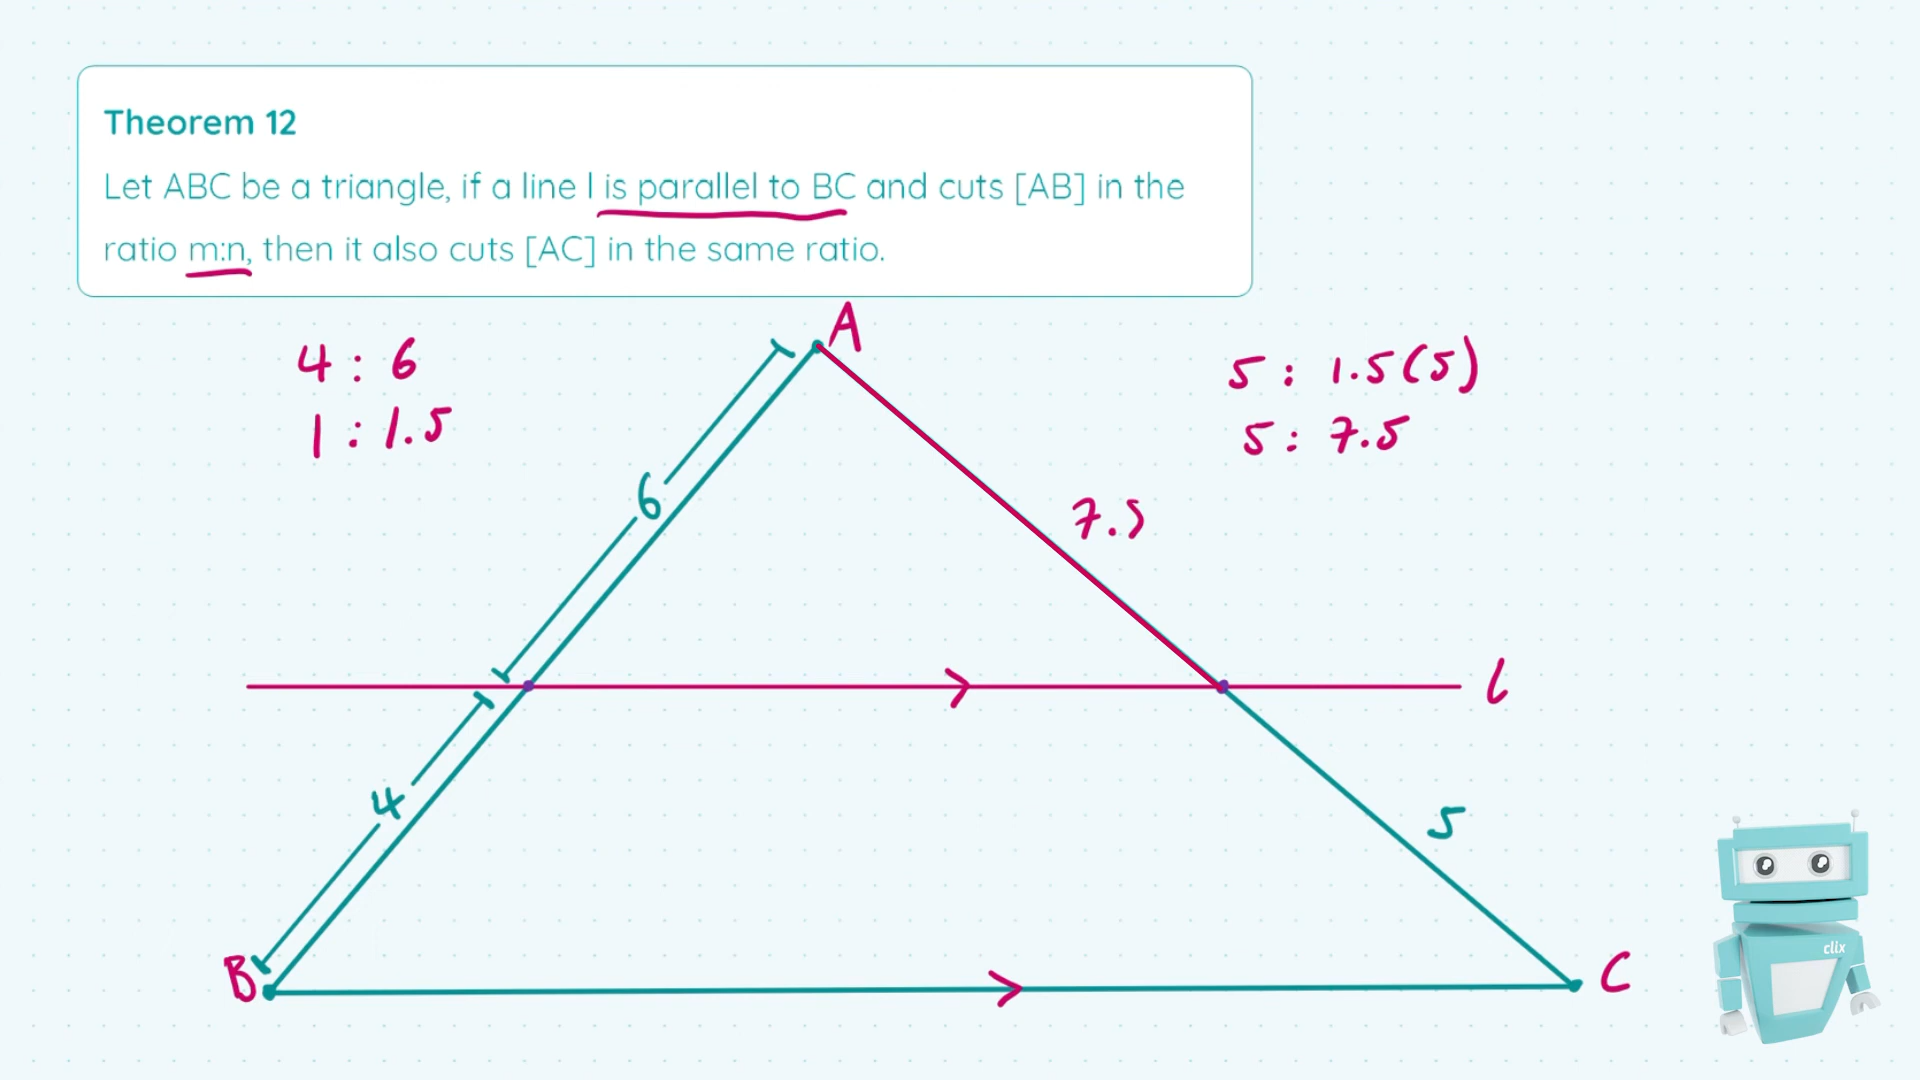 Theorem 12
Let ABC be a triangle, if a line l is parallel to BC and cuts [AB] in the
ratio m:n, then it also cuts [AC] in the same ratio.
4 : 6
1 : 1.5
A
5 : 1.5(5)
5 : 7.5
6
7.5
l
4
5
B
C
clix